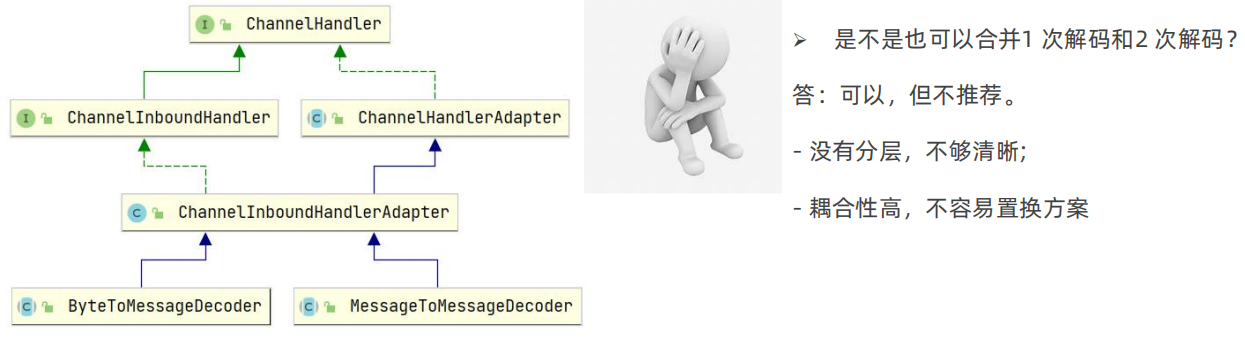 I ChannelHandler
I ChannelInboundHandler
C ChannelHandlerAdapter
C ChannelInboundHandlerAdapter
C ByteToMessageDecoder
C MessageToMessageDecoder
➢ 是不是也可以合并1 次解码和2 次解码?
答：可以，但不推荐。
- 没有分层，不够清晰;
- 耦合性高，不容易置换方案